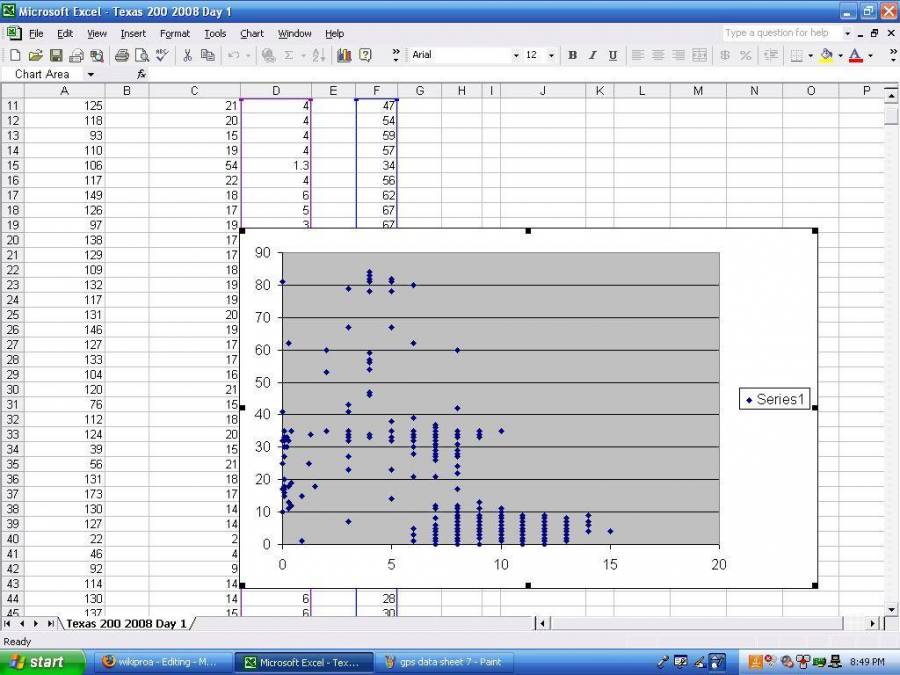 Microsoft Excel - Texas 200 2008 Day 1
File Edit View Insert Format Tools Chart Window Help Type a question for help
Arial 12 B I U
Chart Area fx
A B C D E F G H I J K L M N O P
11 125 21 4 47
12 118 20 4 54
13 93 15 4 59
14 110 19 4 57
15 106 54 1.3 34
16 117 22 4 56
17 149 18 6 62
18 126 17 5 67
19 97 19 3 67
20 138 17
21 129 17
22 109 18
23 132 19
24 117 19
25 131 20
26 146 19
27 127 17
28 133 17
29 104 16
30 120 21
31 76 15
32 112 18
33 124 20
34 39 15
35 56 21
36 131 18
37 173 17
38 130 14
39 127 14
40 22 2
41 46 4
42 92 9
43 114 14
44 130 14 6 28
45 137 15 6 30
90
80
70
60
50
40
30
20
10
0
0 5 10 15 20
Series1
Texas 200 2008 Day 1
Ready
start wikiproa - Editing - M... Microsoft Excel - Tex... gps data sheet 7 - Paint 8:49 PM